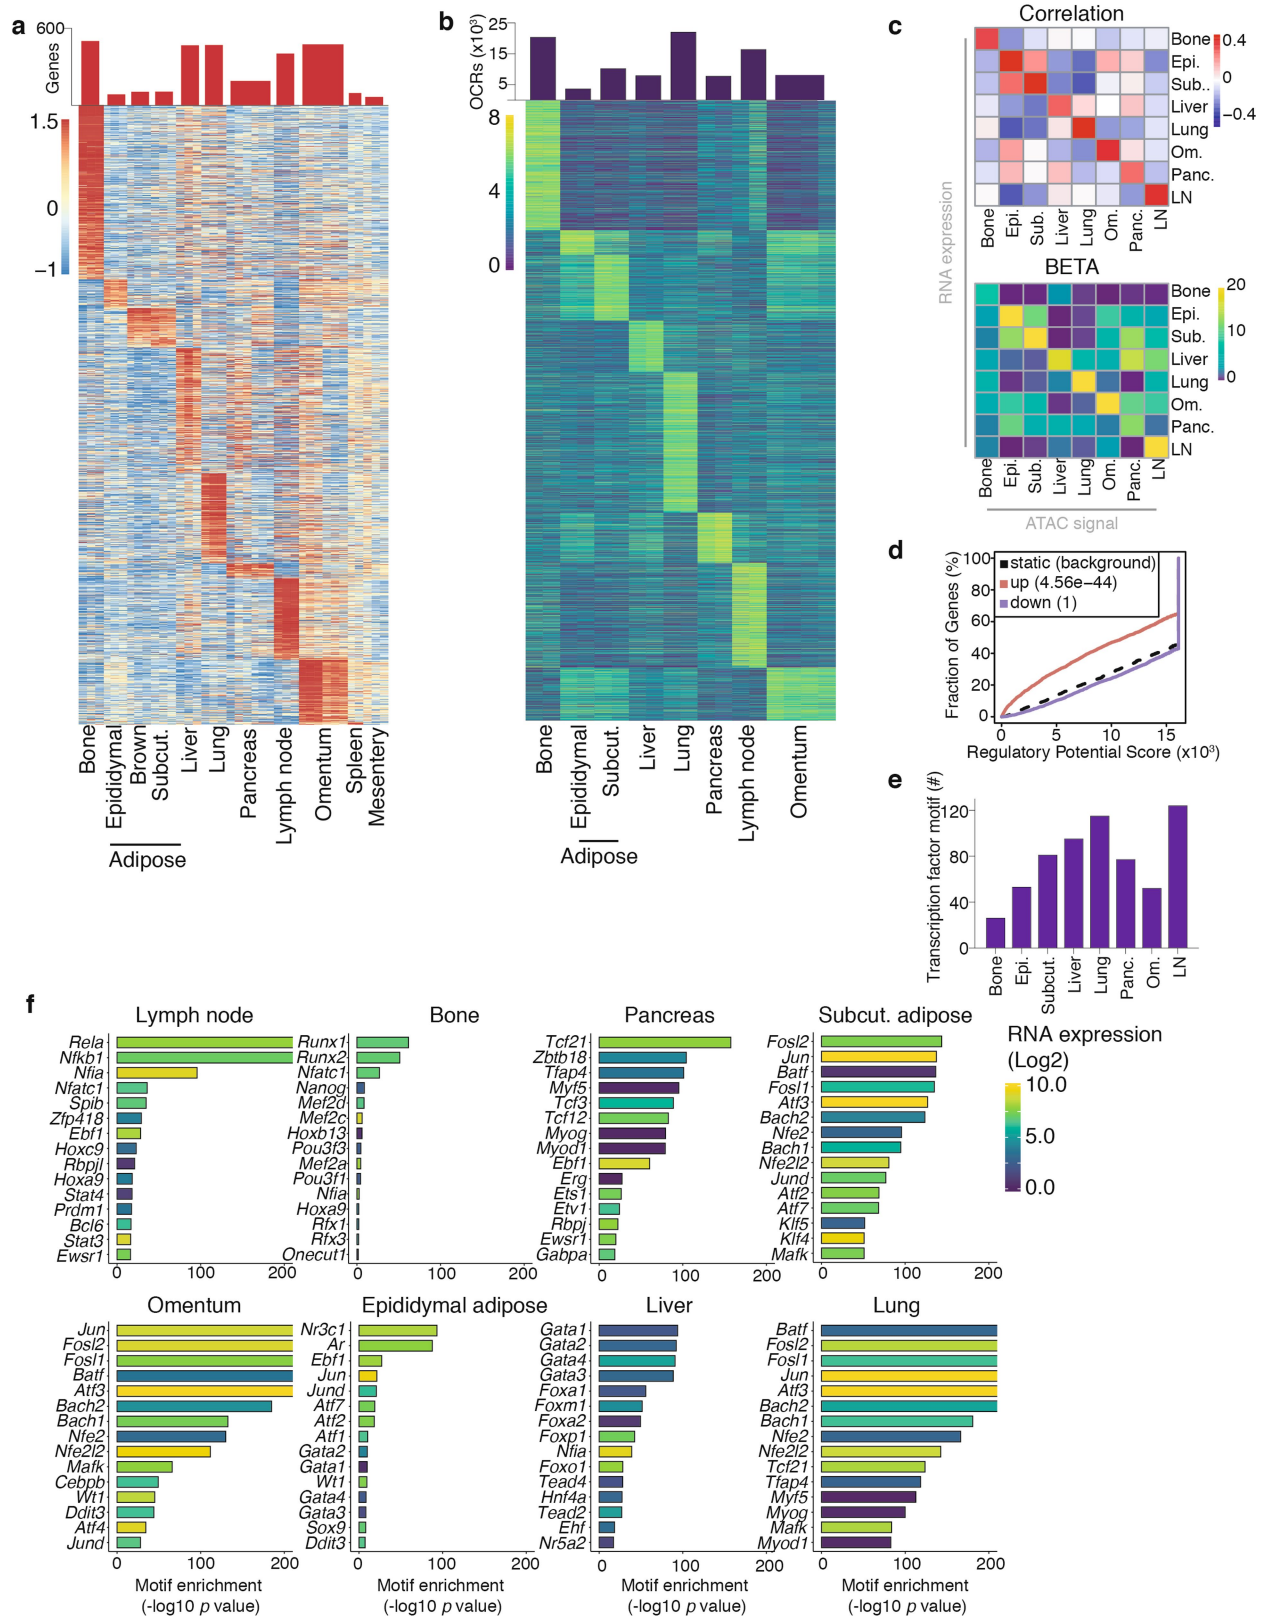 a
600
Genes
1.5
0
−1
Bone
Epididymal
Brown
Subcut.
Liver
Lung
Pancreas
Lymph node
Omentum
Spleen
Mesentery
Adipose
b
OCRs (x10³)
25
15
5
8
4
0
Bone
Epididymal
Subcut.
Liver
Lung
Pancreas
Lymph node
Omentum
Adipose
c
Correlation
Bone
Epi.
Sub..
Liver
Lung
Om.
Panc.
LN
0.4
0
−0.4
Bone
Epi.
Sub.
Liver
Lung
Om.
Panc.
LN
RNA expression
BETA
Bone
Epi.
Sub.
Liver
Lung
Om.
Panc.
LN
20
10
0
Bone
Epi.
Sub.
Liver
Lung
Om.
Panc.
LN
ATAC signal
d
Fraction of Genes (%)
100
80
60
40
20
0
static (background)
up (4.56e−44)
down (1)
0 5 10 15
Regulatory Potential Score (x10³)
e
Transcription factor motif (#)
120
80
40
0
Bone
Epi.
Subcut.
Liver
Lung
Panc.
Om.
LN
f
Lymph node
Rela
Nfkb1
Nfia
Nfatc1
Spib
Zfp418
Ebf1
Hoxc9
Rbpjl
Hoxa9
Stat4
Prdm1
Bcl6
Stat3
Ewsr1
0 100 200
Bone
Runx1
Runx2
Nfatc1
Nanog
Mef2d
Mef2c
Hoxb13
Pou3f3
Mef2a
Pou3f1
Nfia
Hoxa9
Rfx1
Rfx3
Onecut1
0 100 200
Pancreas
Tcf21
Zbtb18
Tfap4
Myf5
Tcf3
Tcf12
Myog
Myod1
Ebf1
Erg
Ets1
Etv1
Rbpj
Ewsr1
Gabpa
0 100 200
Subcut. adipose
Fosl2
Jun
Batf
Fosl1
Atf3
Bach2
Nfe2
Bach1
Nfe2l2
Jund
Atf2
Atf7
Klf5
Klf4
Mafk
0 100 200
RNA expression
(Log2)
10.0
5.0
0.0
Omentum
Jun
Fosl2
Fosl1
Batf
Atf3
Bach2
Bach1
Nfe2
Nfe2l2
Mafk
Cebpb
Wt1
Ddit3
Atf4
Jund
0 100 200
Motif enrichment
(-log10 p value)
Epididymal adipose
Nr3c1
Ar
Ebf1
Jun
Jund
Atf7
Atf2
Atf1
Gata2
Gata1
Wt1
Gata4
Gata3
Sox9
Ddit3
0 100 200
Motif enrichment
(-log10 p value)
Liver
Gata1
Gata2
Gata4
Gata3
Foxa1
Foxm1
Foxa2
Foxp1
Nfia
Foxo1
Tead4
Hnf4a
Tead2
Ehf
Nr5a2
0 100 200
Motif enrichment
(-log10 p value)
Lung
Batf
Fosl2
Fosl1
Jun
Atf3
Bach2
Bach1
Nfe2
Nfe2l2
Tcf21
Tfap4
Myf5
Myog
Mafk
Myod1
0 100 200
Motif enrichment
(-log10 p value)